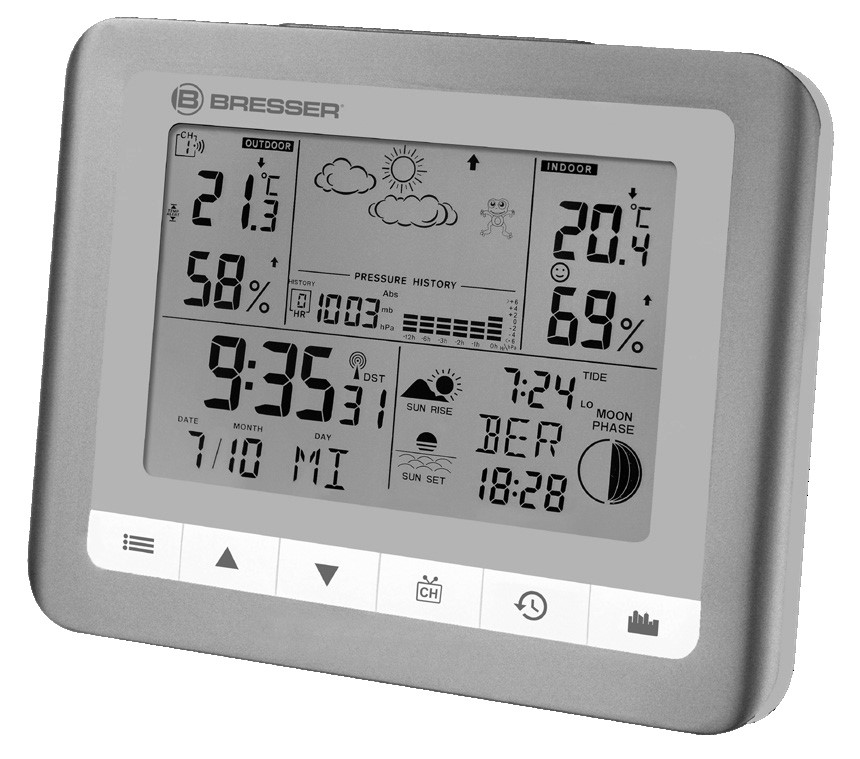 B BRESSER
CH 1 OUTDOOR
21.3 °C
58%
PRESSURE HISTORY
HISTORY 0 HR
Abs
1003 mb hPa
+6
+4
+2
0
-2
-4
-6
-12h -6h -3h -2h -1h 0h
INDOOR
20.4 °C
69%
9:35 31 DST
DATE MONTH DAY
7/10 MI
SUN RISE 7:24 TIDE
LO
BER
MOON PHASE
SUN SET 18:28
CH